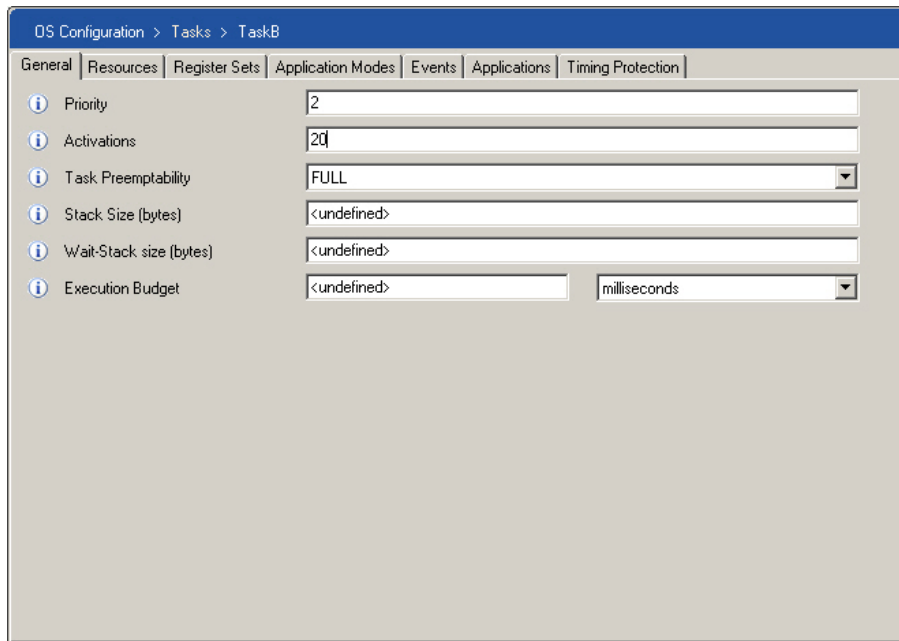 OS Configuration > Tasks > TaskB
General Resources Register Sets Application Modes Events Applications Timing Protection
Priority 2
Activations 20
Task Preemptability FULL
Stack Size (bytes) <undefined>
Wait-Stack size (bytes) <undefined>
Execution Budget <undefined> milliseconds